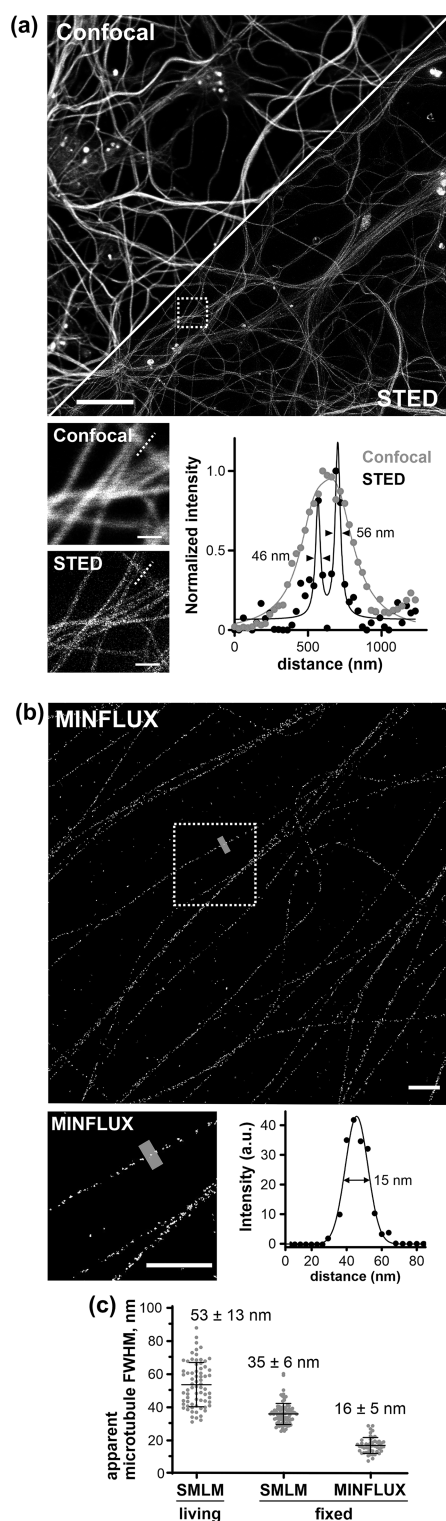 (a)
Confocal
STED
Confocal
STED
Normalized intensity
1.0
0.5
0
Confocal
STED
56 nm
46 nm
0 500 1000
distance (nm)
(b)
MINFLUX
MINFLUX
Intensity (a.u.)
40
30
20
10
0
15 nm
0 20 40 60 80
distance (nm)
(c)
apparent
microtubule FWHM, nm
100
80
60
40
20
0
53 ± 13 nm
35 ± 6 nm
16 ± 5 nm
SMLM SMLM MINFLUX
living fixed